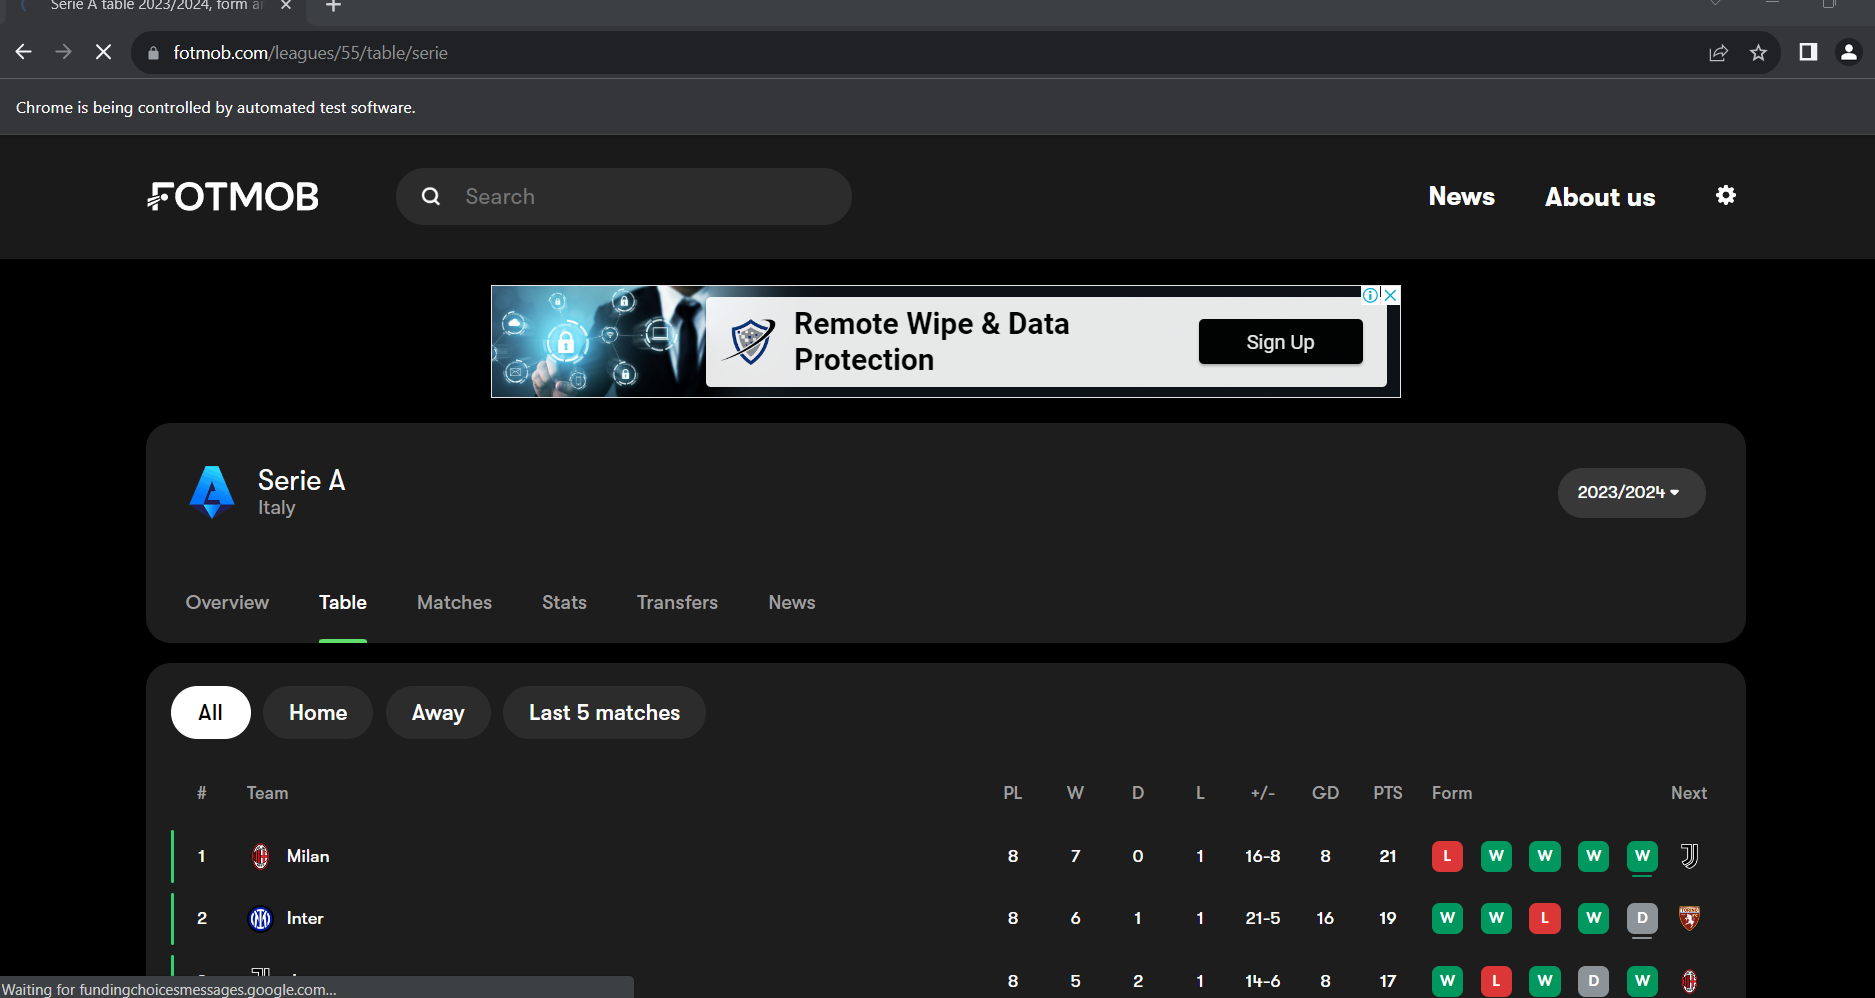 Serie A table 2023/2024, form a
fotmob.com/leagues/55/table/serie
Chrome is being controlled by automated test software.
FOTMOB
Search
News
About us
Remote Wipe & Data
Protection
Sign Up
Serie A
Italy
2023/2024
Overview Table Matches Stats Transfers News
All Home Away Last 5 matches
# Team PL W D L +/- GD PTS Form Next
1 Milan 8 7 0 1 16-8 8 21 L W W W W
2 Inter 8 6 1 1 21-5 16 19 W W L W D
8 5 2 1 14-6 8 17 W L W D W
Waiting for fundingchoicesmessages.google.com...